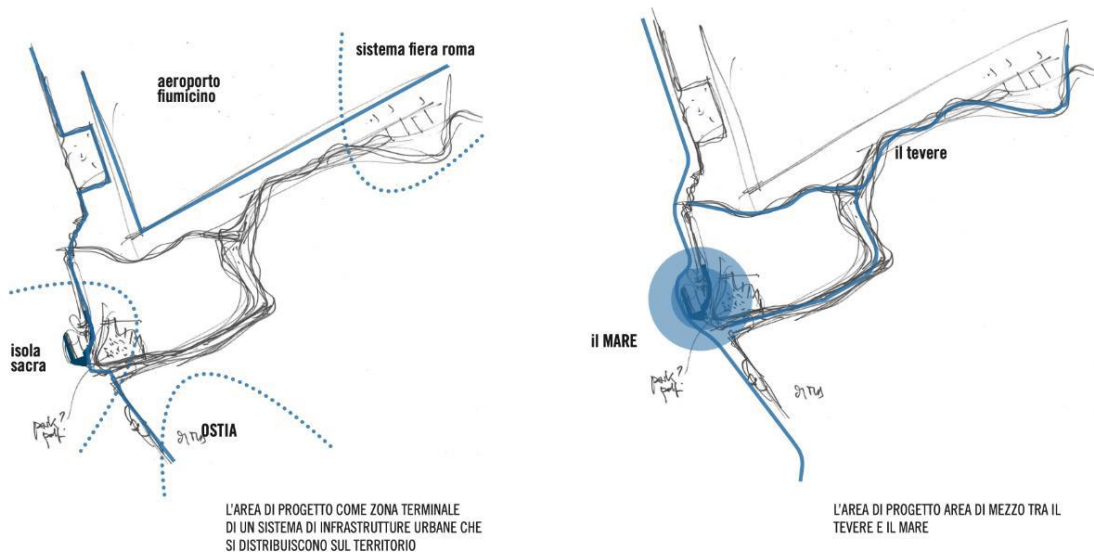 sistema fiera roma
aeroporto
fiumicino
isola
sacra
OSTIA
L'AREA DI PROGETTO COME ZONA TERMINALE
DI UN SISTEMA DI INFRASTRUTTURE URBANE CHE
SI DISTRIBUISCONO SUL TERRITORIO
il tevere
il MARE
L'AREA DI PROGETTO AREA DI MEZZO TRA IL
TEVERE E IL MARE